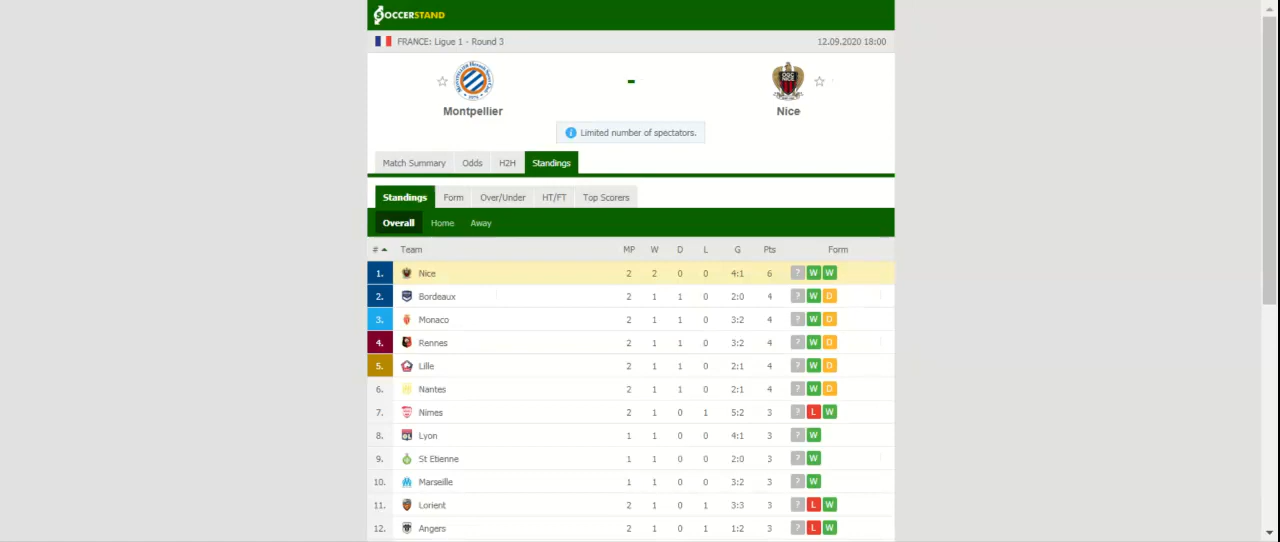 SOCCERSTAND
FRANCE: Ligue 1 - Round 3 12.09.2020 18:00
-
Montpellier Nice
Limited number of spectators.
Match Summary Odds H2H Standings
Standings Form Over/Under HT/FT Top Scorers
Overall Home Away
# Team MP W D L G Pts Form
1. Nice 2 2 0 0 4:1 6 ? W W
2. Bordeaux 2 1 1 0 2:0 4 ? W D
3. Monaco 2 1 1 0 3:2 4 ? W D
4. Rennes 2 1 1 0 3:2 4 ? W D
5. Lille 2 1 1 0 2:1 4 ? W D
6. Nantes 2 1 1 0 2:1 4 ? W D
7. Nimes 2 1 0 1 5:2 3 ? L W
8. Lyon 1 1 0 0 4:1 3 ? W
9. St Etienne 1 1 0 0 2:0 3 ? W
10. Marseille 1 1 0 0 3:2 3 ? W
11. Lorient 2 1 0 1 3:3 3 ? L W
12. Angers 2 1 0 1 1:2 3 ? L W